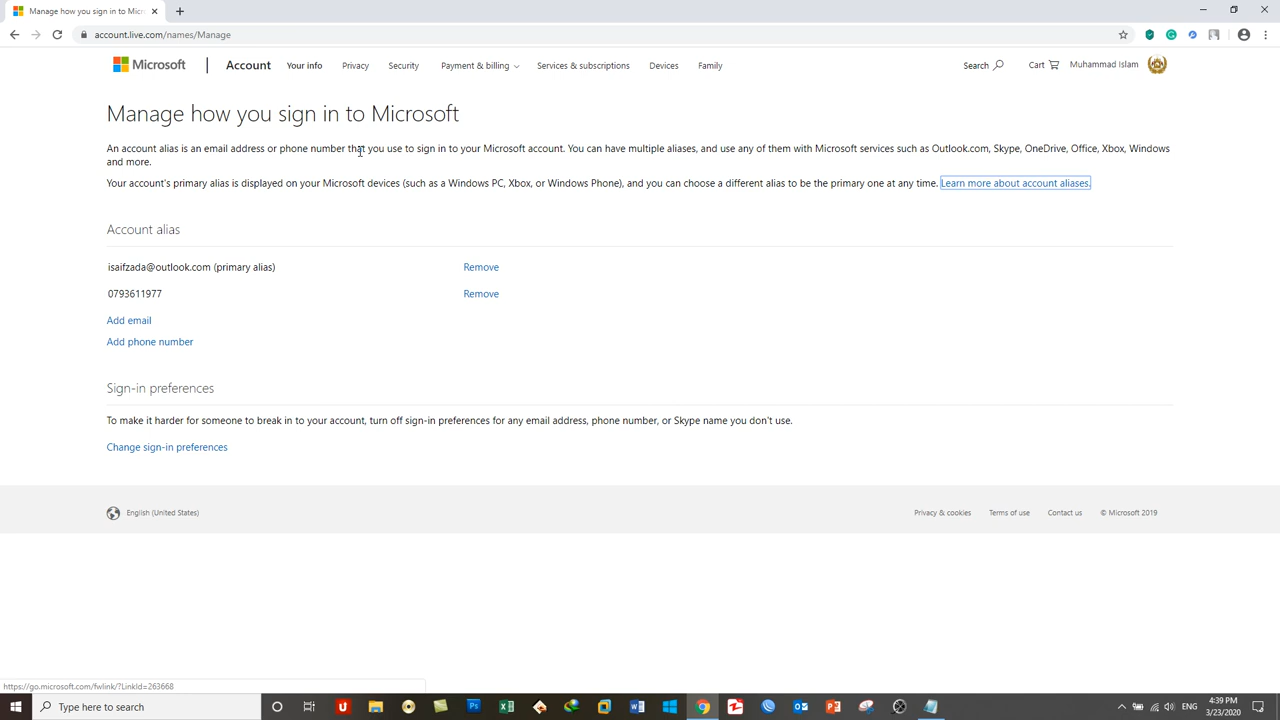 Manage how you sign in to Micr
account.live.com/names/Manage
Microsoft
Account
Your info
Privacy
Security
Payment & billing
Services & subscriptions
Devices
Family
Search
Cart
Muhammad Islam
Manage how you sign in to Microsoft
An account alias is an email address or phone number that you use to sign in to your Microsoft account. You can have multiple aliases, and use any of them with Microsoft services such as Outlook.com, Skype, OneDrive, Office, Xbox, Windows
and more.
Your account's primary alias is displayed on your Microsoft devices (such as a Windows PC, Xbox, or Windows Phone), and you can choose a different alias to be the primary one at any time. Learn more about account aliases.
Account alias
isaifzada@outlook.com (primary alias)
Remove
0793611977
Remove
Add email
Add phone number
Sign-in preferences
To make it harder for someone to break in to your account, turn off sign-in preferences for any email address, phone number, or Skype name you don't use.
Change sign-in preferences
English (United States)
Privacy & cookies
Terms of use
Contact us
© Microsoft 2019
https://go.microsoft.com/fwlink/?LinkId=263668
Type here to search
ENG
4:39 PM
3/23/2020